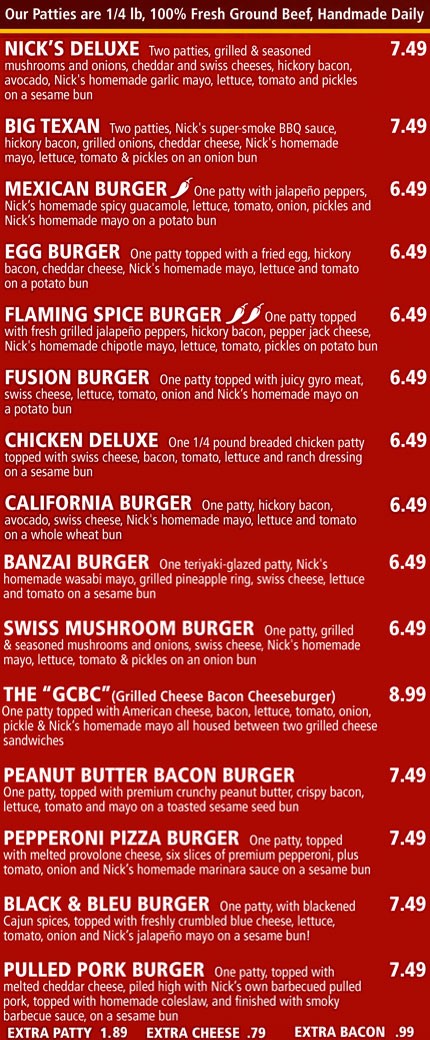 Our Patties are 1/4 lb, 100% Fresh Ground Beef, Handmade Daily
NICK'S DELUXE Two patties, grilled & seasoned 7.49
mushrooms and onions, cheddar and swiss cheeses, hickory bacon,
avocado, Nick's homemade garlic mayo, lettuce, tomato and pickles
on a sesame bun
BIG TEXAN Two patties, Nick's super-smoke BBQ sauce, 7.49
hickory bacon, grilled onions, cheddar cheese, Nick's homemade
mayo, lettuce, tomato & pickles on an onion bun
MEXICAN BURGER One patty with jalapeño peppers, 6.49
Nick's homemade spicy guacamole, lettuce, tomato, onion, pickles and
Nick's homemade mayo on a potato bun
EGG BURGER One patty topped with a fried egg, hickory 6.49
bacon, cheddar cheese, Nick's homemade mayo, lettuce and tomato
on a potato bun
FLAMING SPICE BURGER One patty topped 6.49
with fresh grilled jalapeño peppers, hickory bacon, pepper jack cheese,
Nick's homemade chipotle mayo, lettuce, tomato, pickles on potato bun
FUSION BURGER One patty topped with juicy gyro meat, 6.49
swiss cheese, lettuce, tomato, onion and Nick's homemade mayo on
a potato bun
CHICKEN DELUXE One 1/4 pound breaded chicken patty 6.49
topped with swiss cheese, bacon, tomato, lettuce and ranch dressing
on a sesame bun
CALIFORNIA BURGER One patty, hickory bacon, 6.49
avocado, swiss cheese, Nick's homemade mayo, lettuce and tomato
on a whole wheat bun
BANZAI BURGER One teriyaki-glazed patty, Nick's 6.49
homemade wasabi mayo, grilled pineapple ring, swiss cheese, lettuce
and tomato on a sesame bun
SWISS MUSHROOM BURGER One patty, grilled 6.49
& seasoned mushrooms and onions, swiss cheese, Nick's homemade
mayo, lettuce, tomato & pickles on an onion bun
THE "GCBC"(Grilled Cheese Bacon Cheeseburger) 8.99
One patty topped with American cheese, bacon, lettuce, tomato, onion,
pickle & Nick's homemade mayo all housed between two grilled cheese
sandwiches
PEANUT BUTTER BACON BURGER 7.49
One patty, topped with premium crunchy peanut butter, crispy bacon,
lettuce, tomato and mayo on a toasted sesame seed bun
PEPPERONI PIZZA BURGER One patty, topped 7.49
with melted provolone cheese, six slices of premium pepperoni, plus
tomato, onion and Nick's homemade marinara sauce on a sesame bun
BLACK & BLEU BURGER One patty, with blackened 7.49
Cajun spices, topped with freshly crumbled blue cheese, lettuce,
tomato, onion and Nick's jalapeño mayo on a sesame bun!
PULLED PORK BURGER One patty, topped with 7.49
melted cheddar cheese, piled high with Nick's own barbecued pulled
pork, topped with homemade coleslaw, and finished with smoky
barbecue sauce, on a sesame bun
EXTRA PATTY 1.89 EXTRA CHEESE .79 EXTRA BACON .99